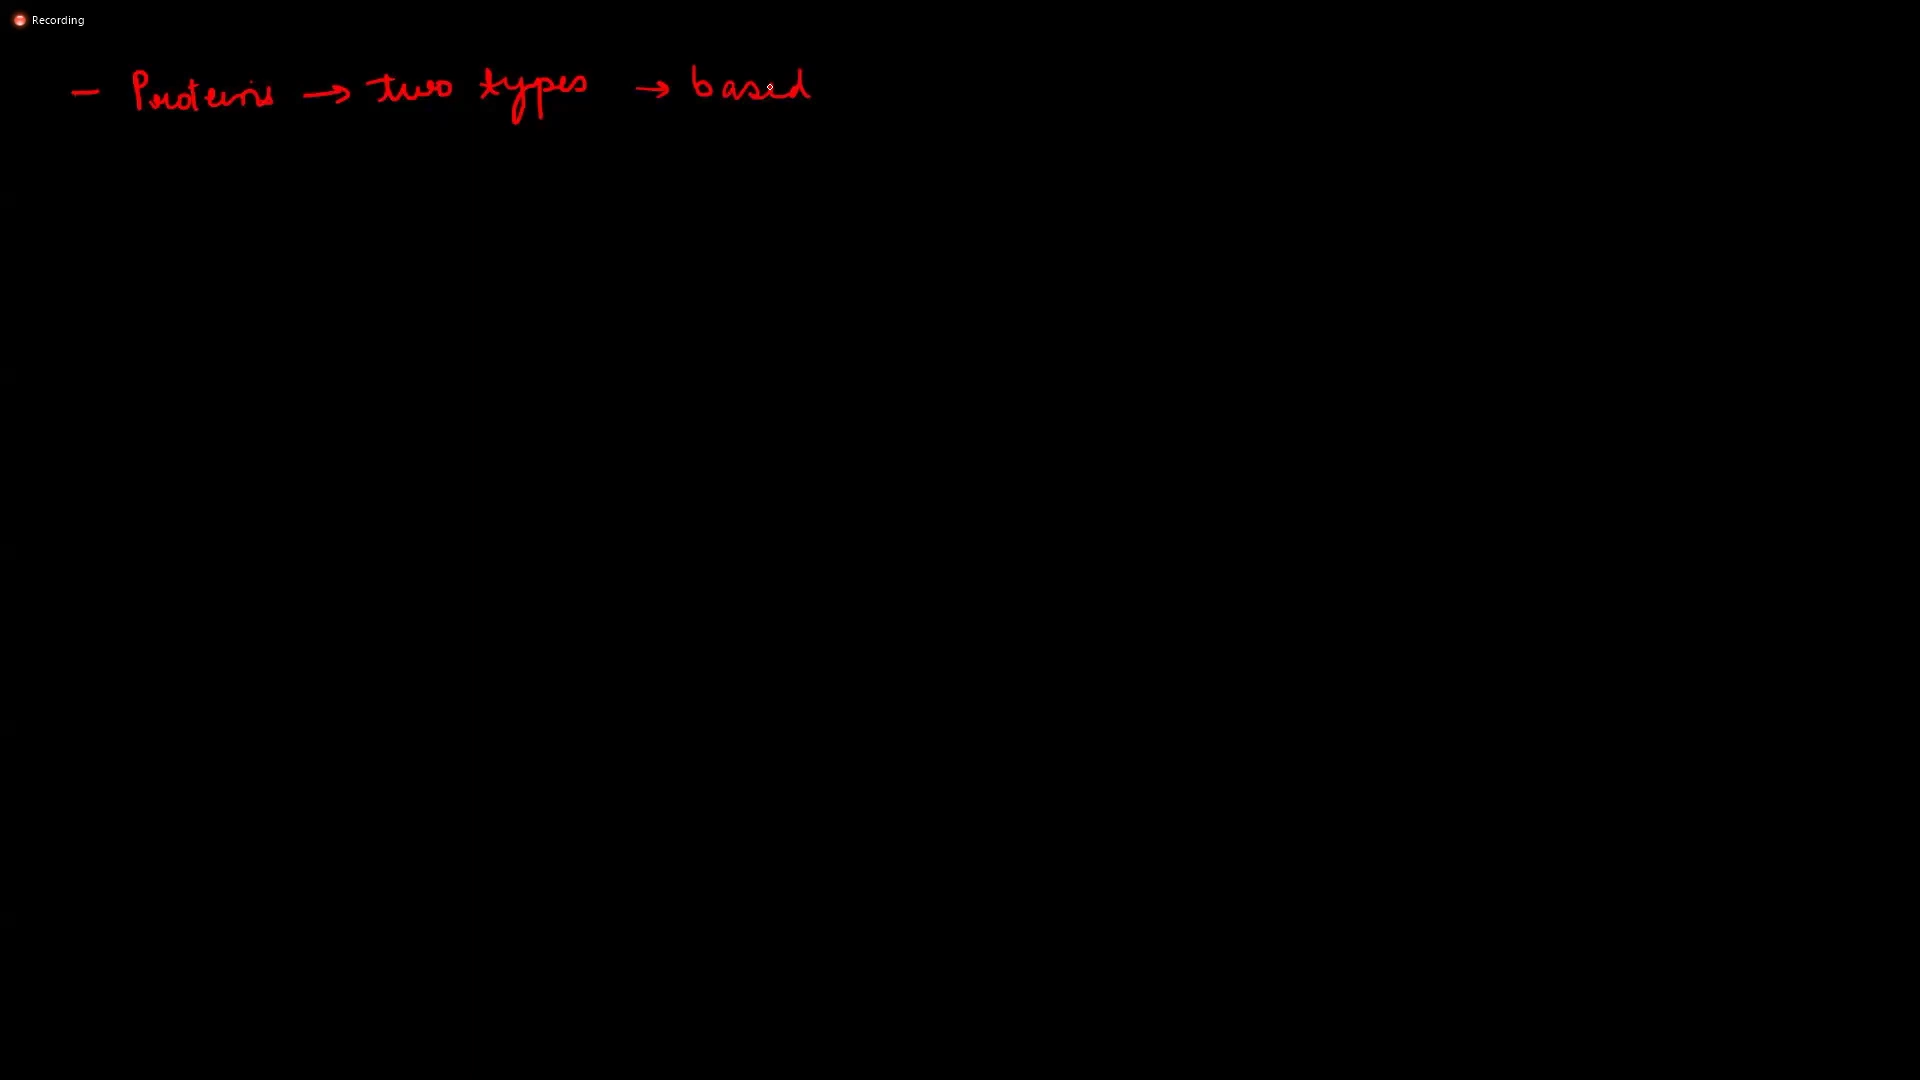 Recording
- Proteins → two types → based